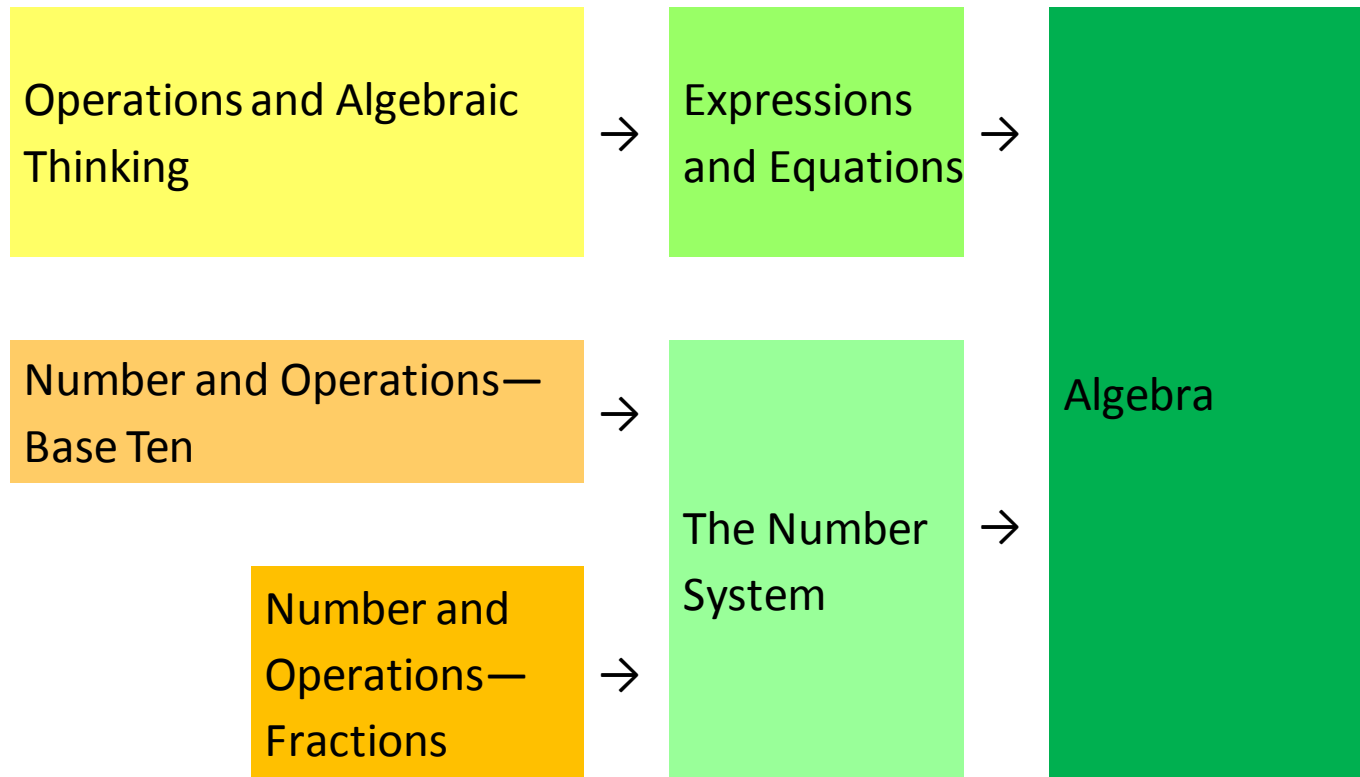 Operations and Algebraic
Thinking
→
Expressions
and Equations
→
Number and Operations—
Base Ten
→
Algebra
The Number
System
→
Number and
Operations—
Fractions
→